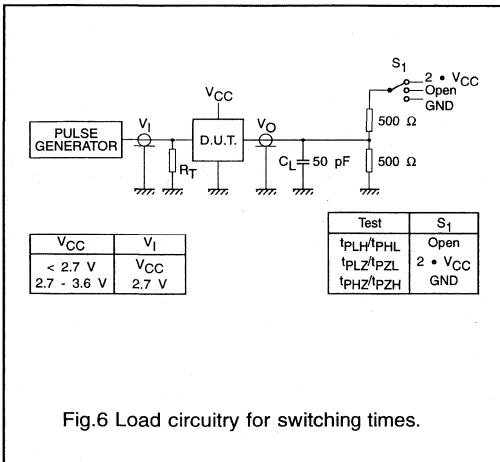 S1
2 • VCC
Open
GND
VCC
500 Ω
PULSE GENERATOR
VI
D.U.T.
VO
RT
CL
50 pF
500 Ω
VCC VI
< 2.7 V VCC
2.7 - 3.6 V 2.7 V
Test S1
tPLH/tPHL Open
tPLZ/tPZL 2 • VCC
tPHZ/tPZH GND
Fig.6 Load circuitry for switching times.